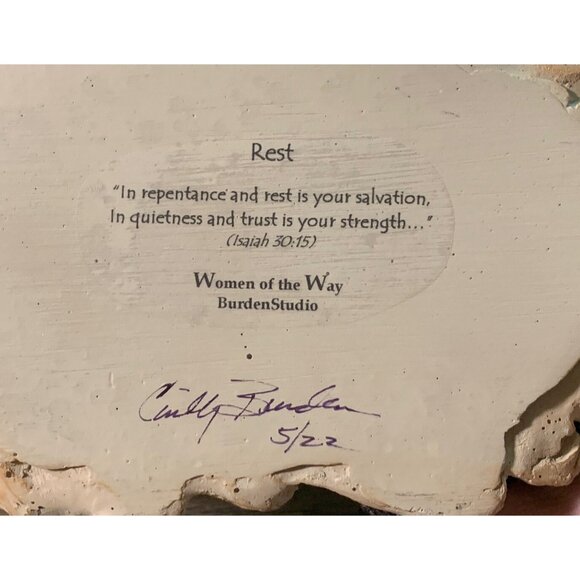 Rest
"In repentance and rest is your salvation,
In quietness and trust is your strength..."
(Isaiah 30:15)
Women of the Way
BurdenStudio
Burden
5/22